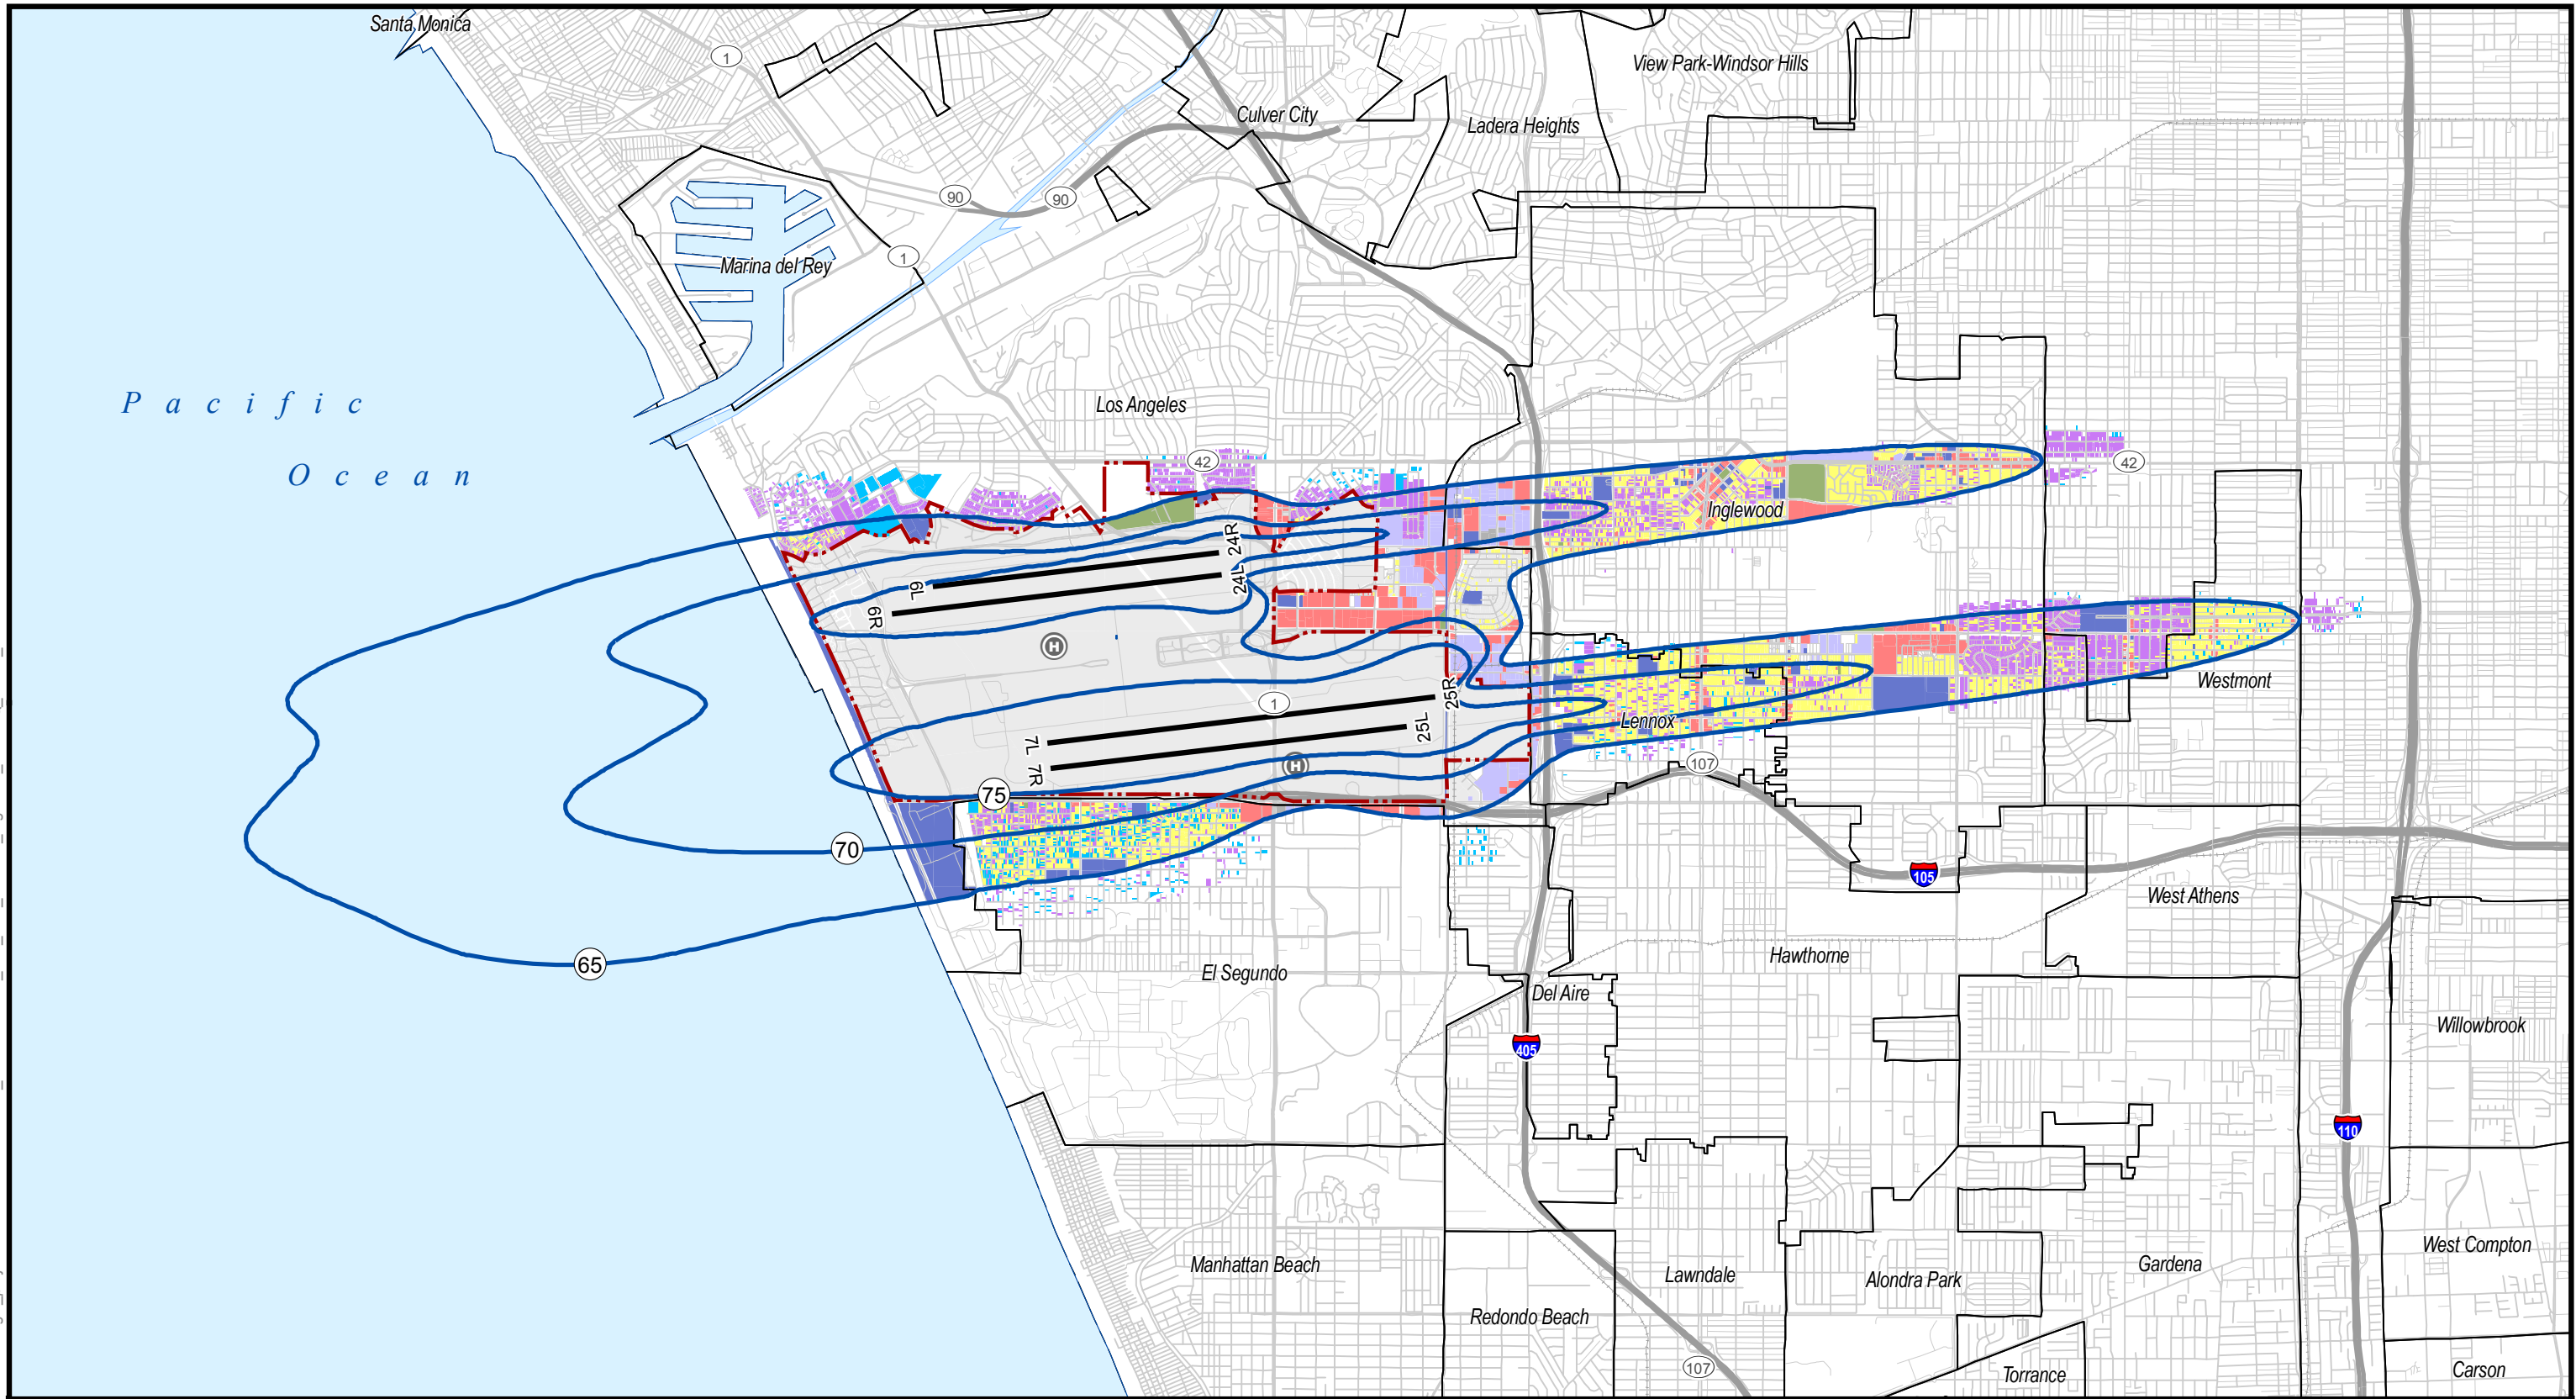 Santa Monica
1
View Park-Windsor Hills
Culver City
Ladera Heights
90
90
1
Marina del Rey
Pacific
Ocean
Los Angeles
42
42
Inglewood
24R
24L
6L
6R
H
Westmont
25R
25L
1
Lennox
7L
7R
H
107
75
70
105
West Athens
65
El Segundo
Hawthorne
Del Aire
Willowbrook
405
110
West Compton
Manhattan Beach
Lawndale
Alondra Park
Gardena
Redondo Beach
107
Torrance
Carson